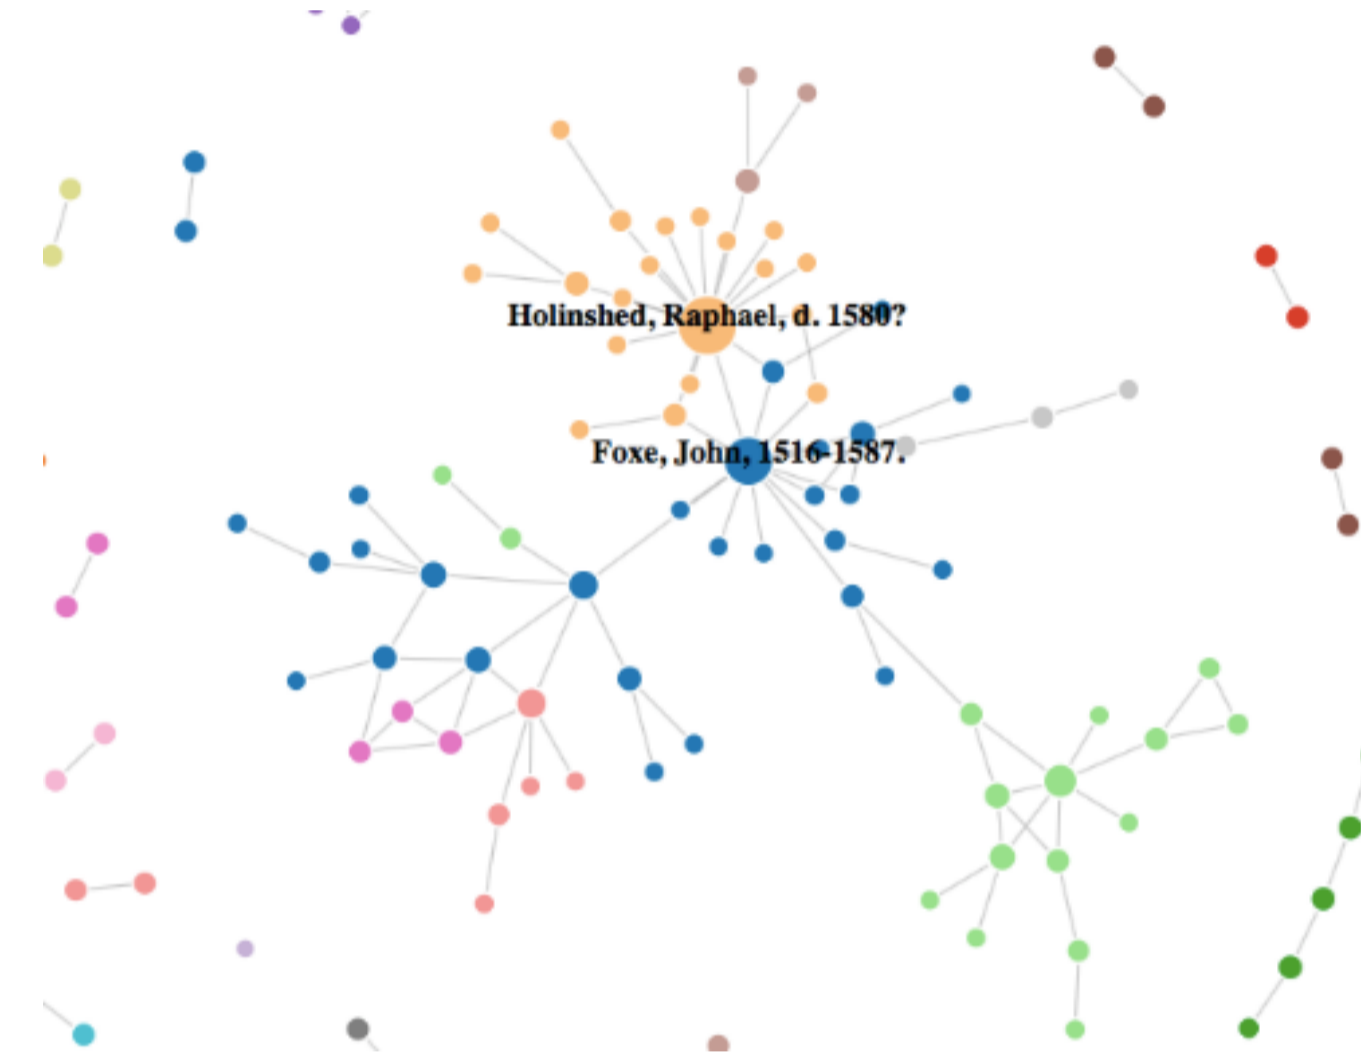 Holinshed, Raphael, d. 1580?
Foxe, John, 1516-1587.